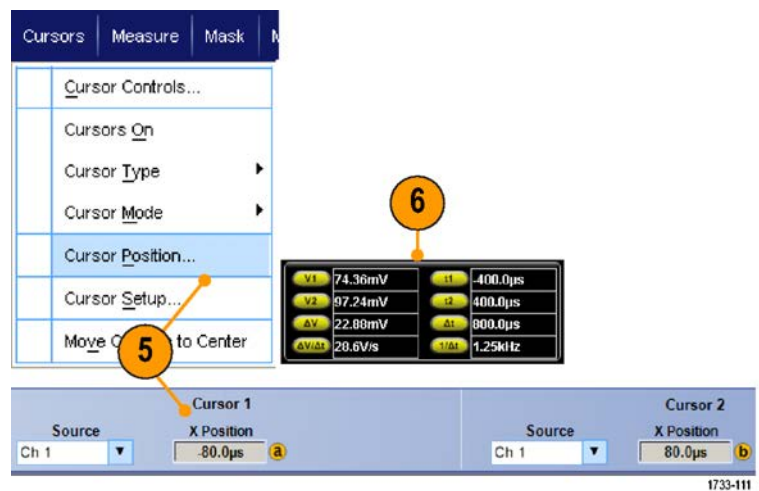 Cursors Measure Mask
Cursor Controls...
Cursors On
Cursor Type
Cursor Mode
Cursor Position...
Cursor Setup...
Move to Center
5
6
V1 74.36mV t1 -400.0µs
V2 97.24mV t2 400.0µs
ΔV 22.88mV Δt 800.0µs
ΔV/Δt 28.6V/s 1/Δt 1.25kHz
Cursor 1 Cursor 2
Source X Position Source X Position
Ch 1 -80.0µs a Ch 1 80.0µs b
1733-111